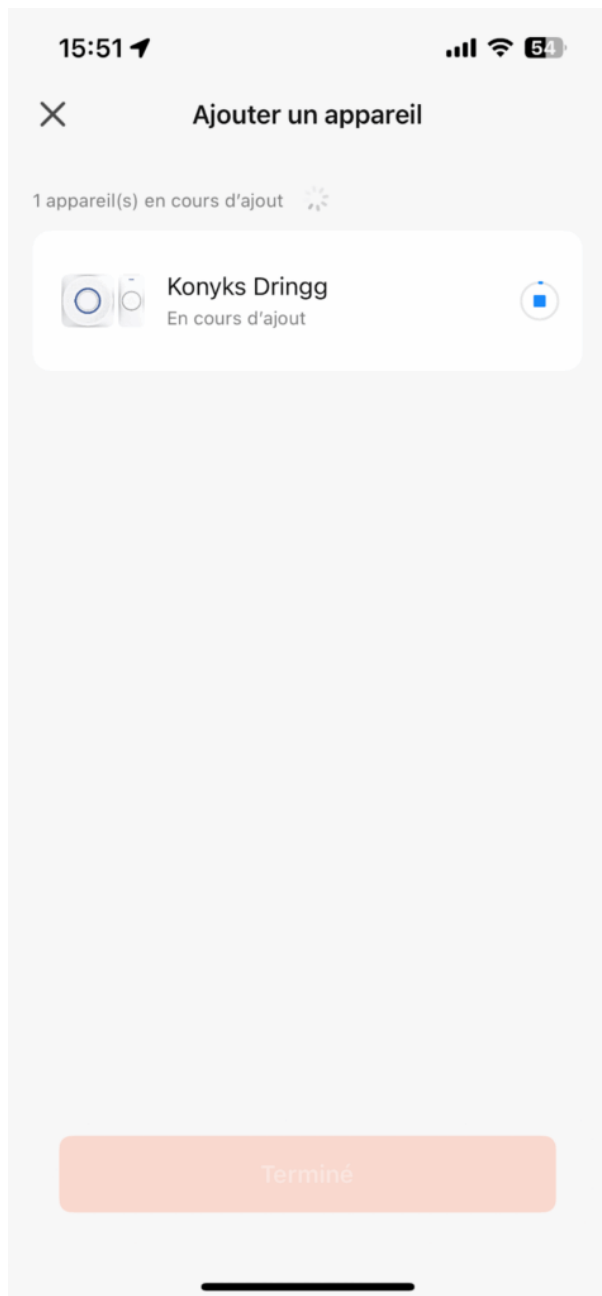 15:51
54
Ajouter un appareil
1 appareil(s) en cours d'ajout
Konyks Dringg
En cours d'ajout
Terminé